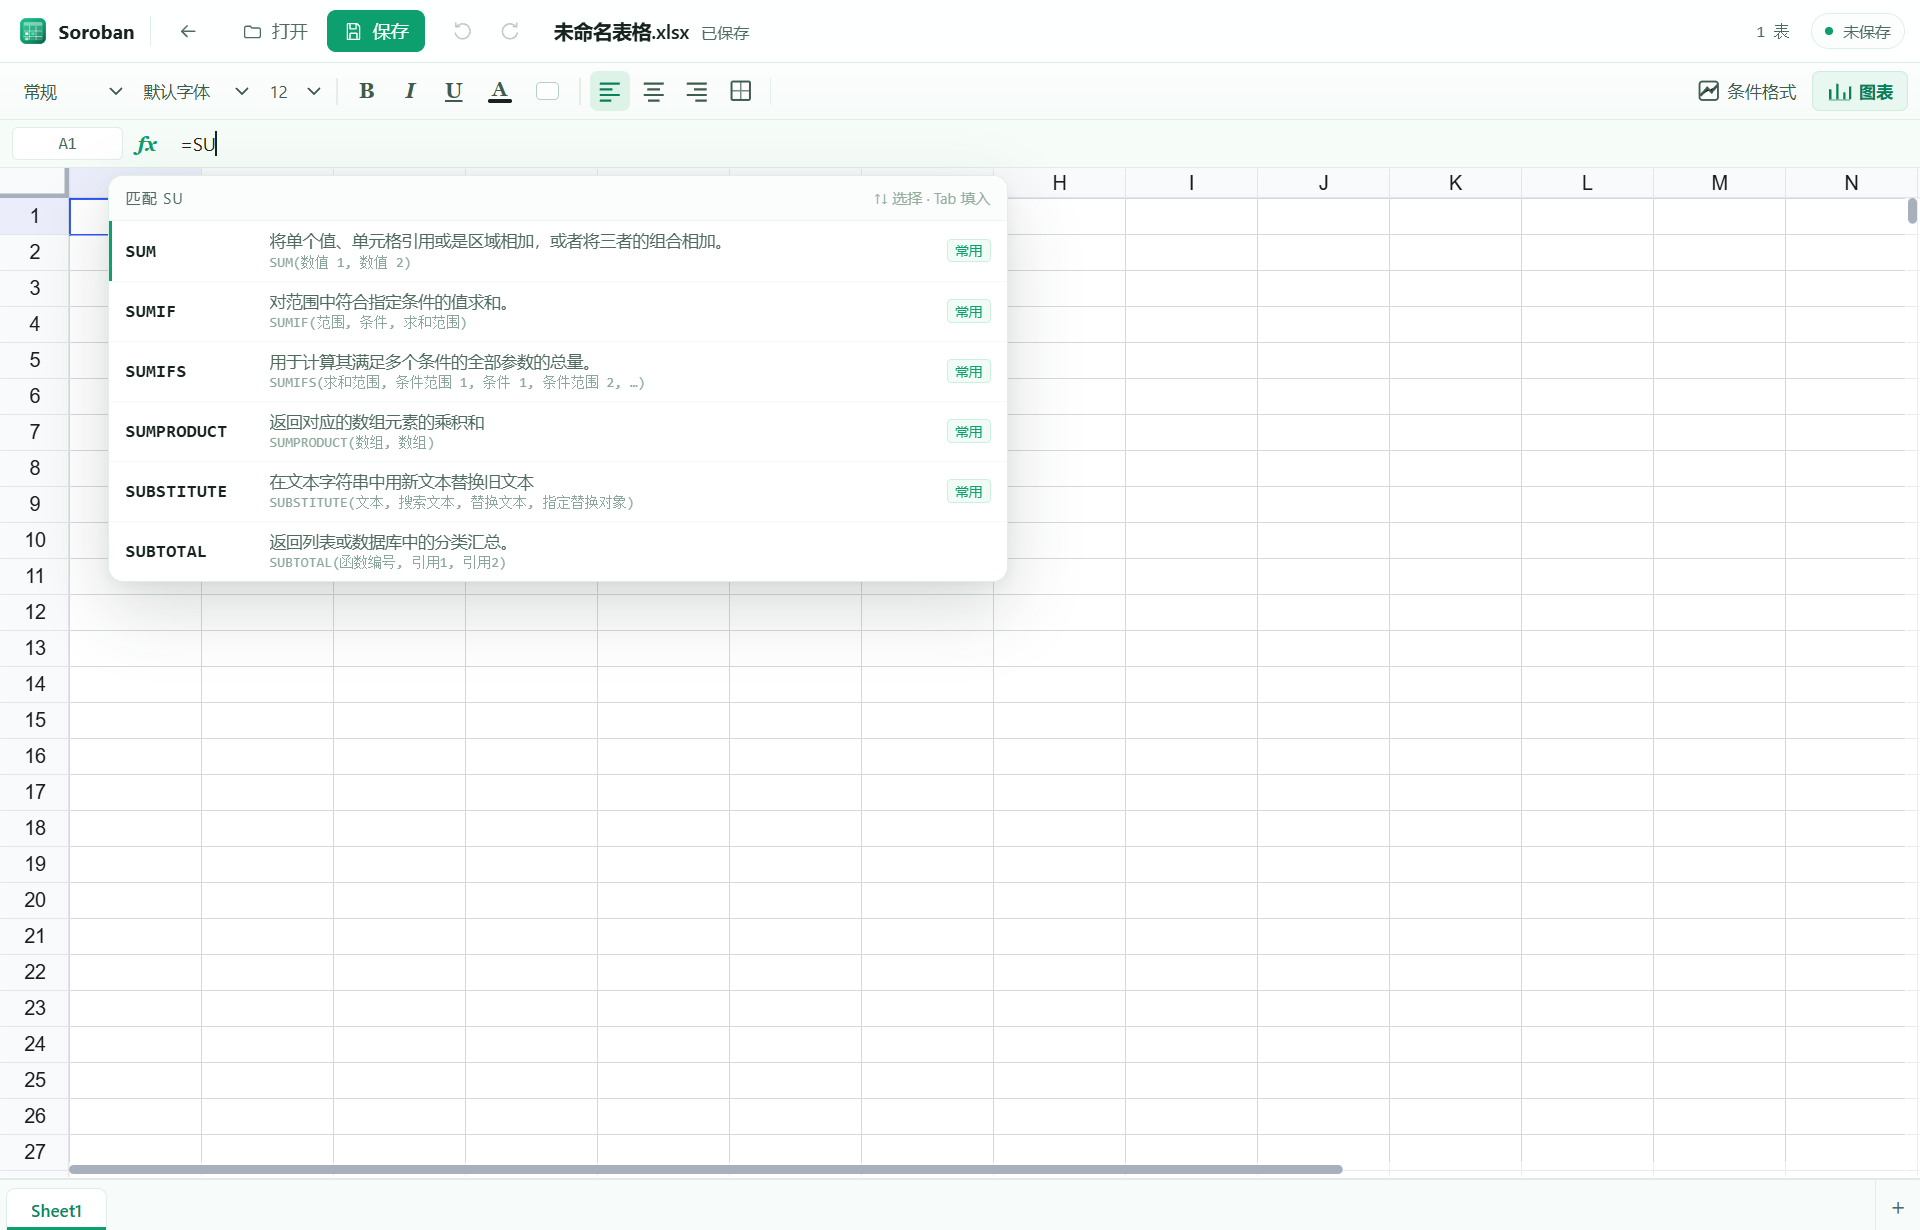 Soroban
打开
保存
未命名表格.xlsx 已保存
1 表
未保存
常规
默认字体
12
B I U A
条件格式
图表
A1
fx
=SU
匹配 SU
↑↓ 选择 · Tab 填入
SUM
将单个值、单元格引用或是区域相加，或者将三者的组合相加。
SUM(数值 1, 数值 2)
常用
SUMIF
对范围中符合指定条件的值求和。
SUMIF(范围, 条件, 求和范围)
常用
SUMIFS
用于计算其满足多个条件的全部参数的总量。
SUMIFS(求和范围, 条件范围 1, 条件 1, 条件范围 2, …)
常用
SUMPRODUCT
返回对应的数组元素的乘积和
SUMPRODUCT(数组, 数组)
常用
SUBSTITUTE
在文本字符串中用新文本替换旧文本
SUBSTITUTE(文本, 搜索文本, 替换文本, 指定替换对象)
常用
SUBTOTAL
返回列表或数据库中的分类汇总。
SUBTOTAL(函数编号, 引用1, 引用2)
H I J K L M N
1
2
3
4
5
6
7
8
9
10
11
12
13
14
15
16
17
18
19
20
21
22
23
24
25
26
27
Sheet1
+